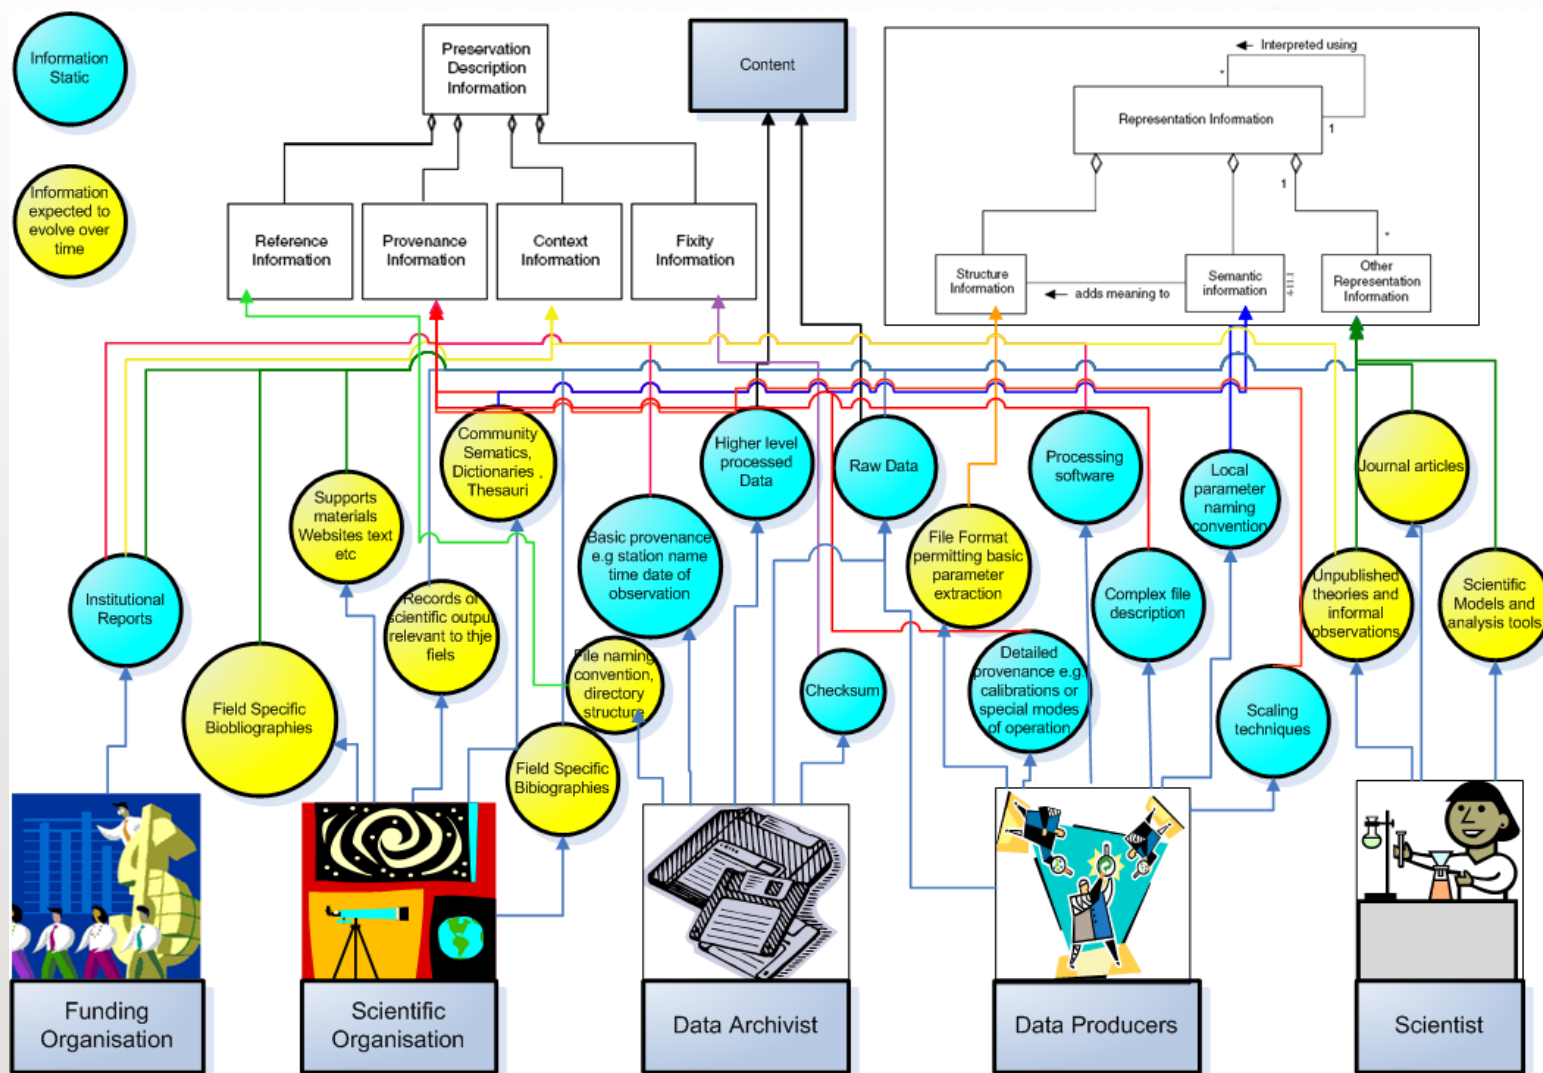 Information
Static
Information
expected to
evolve over
time
Preservation
Description
Information
Content
Interpreted using
*
Representation Information
1
1
*
Reference
Information
Provenance
Information
Context
Information
Fixity
Information
Structure
Information
adds meaning to
Semantic
information
Other
Representation
Information
Community
Sematics,
Dictionaries ,
Thesauri
Higher level
processed
Data
Raw Data
Processing
software
Local
parameter
naming
convention
Journal articles
Supports
materials
Websites text
etc
Basic provenance
e.g station name
time date of
observation
File Format
permitting basic
parameter
extraction
Institutional
Reports
Records of
scientific output
relevant to thje
fiels
Complex file
description
Unpublished
theories and
informal
observations
Scientific
Models and
analysis tools
File naming
convention,
directory
structure
Checksum
Detailed
provenance e.g.
calibrations or
special modes
of operation
Field Specific
Biobliographies
Scaling
techniques
Field Specific
Bibiographies
Funding
Organisation
Scientific
Organisation
Data Archivist
Data Producers
Scientist